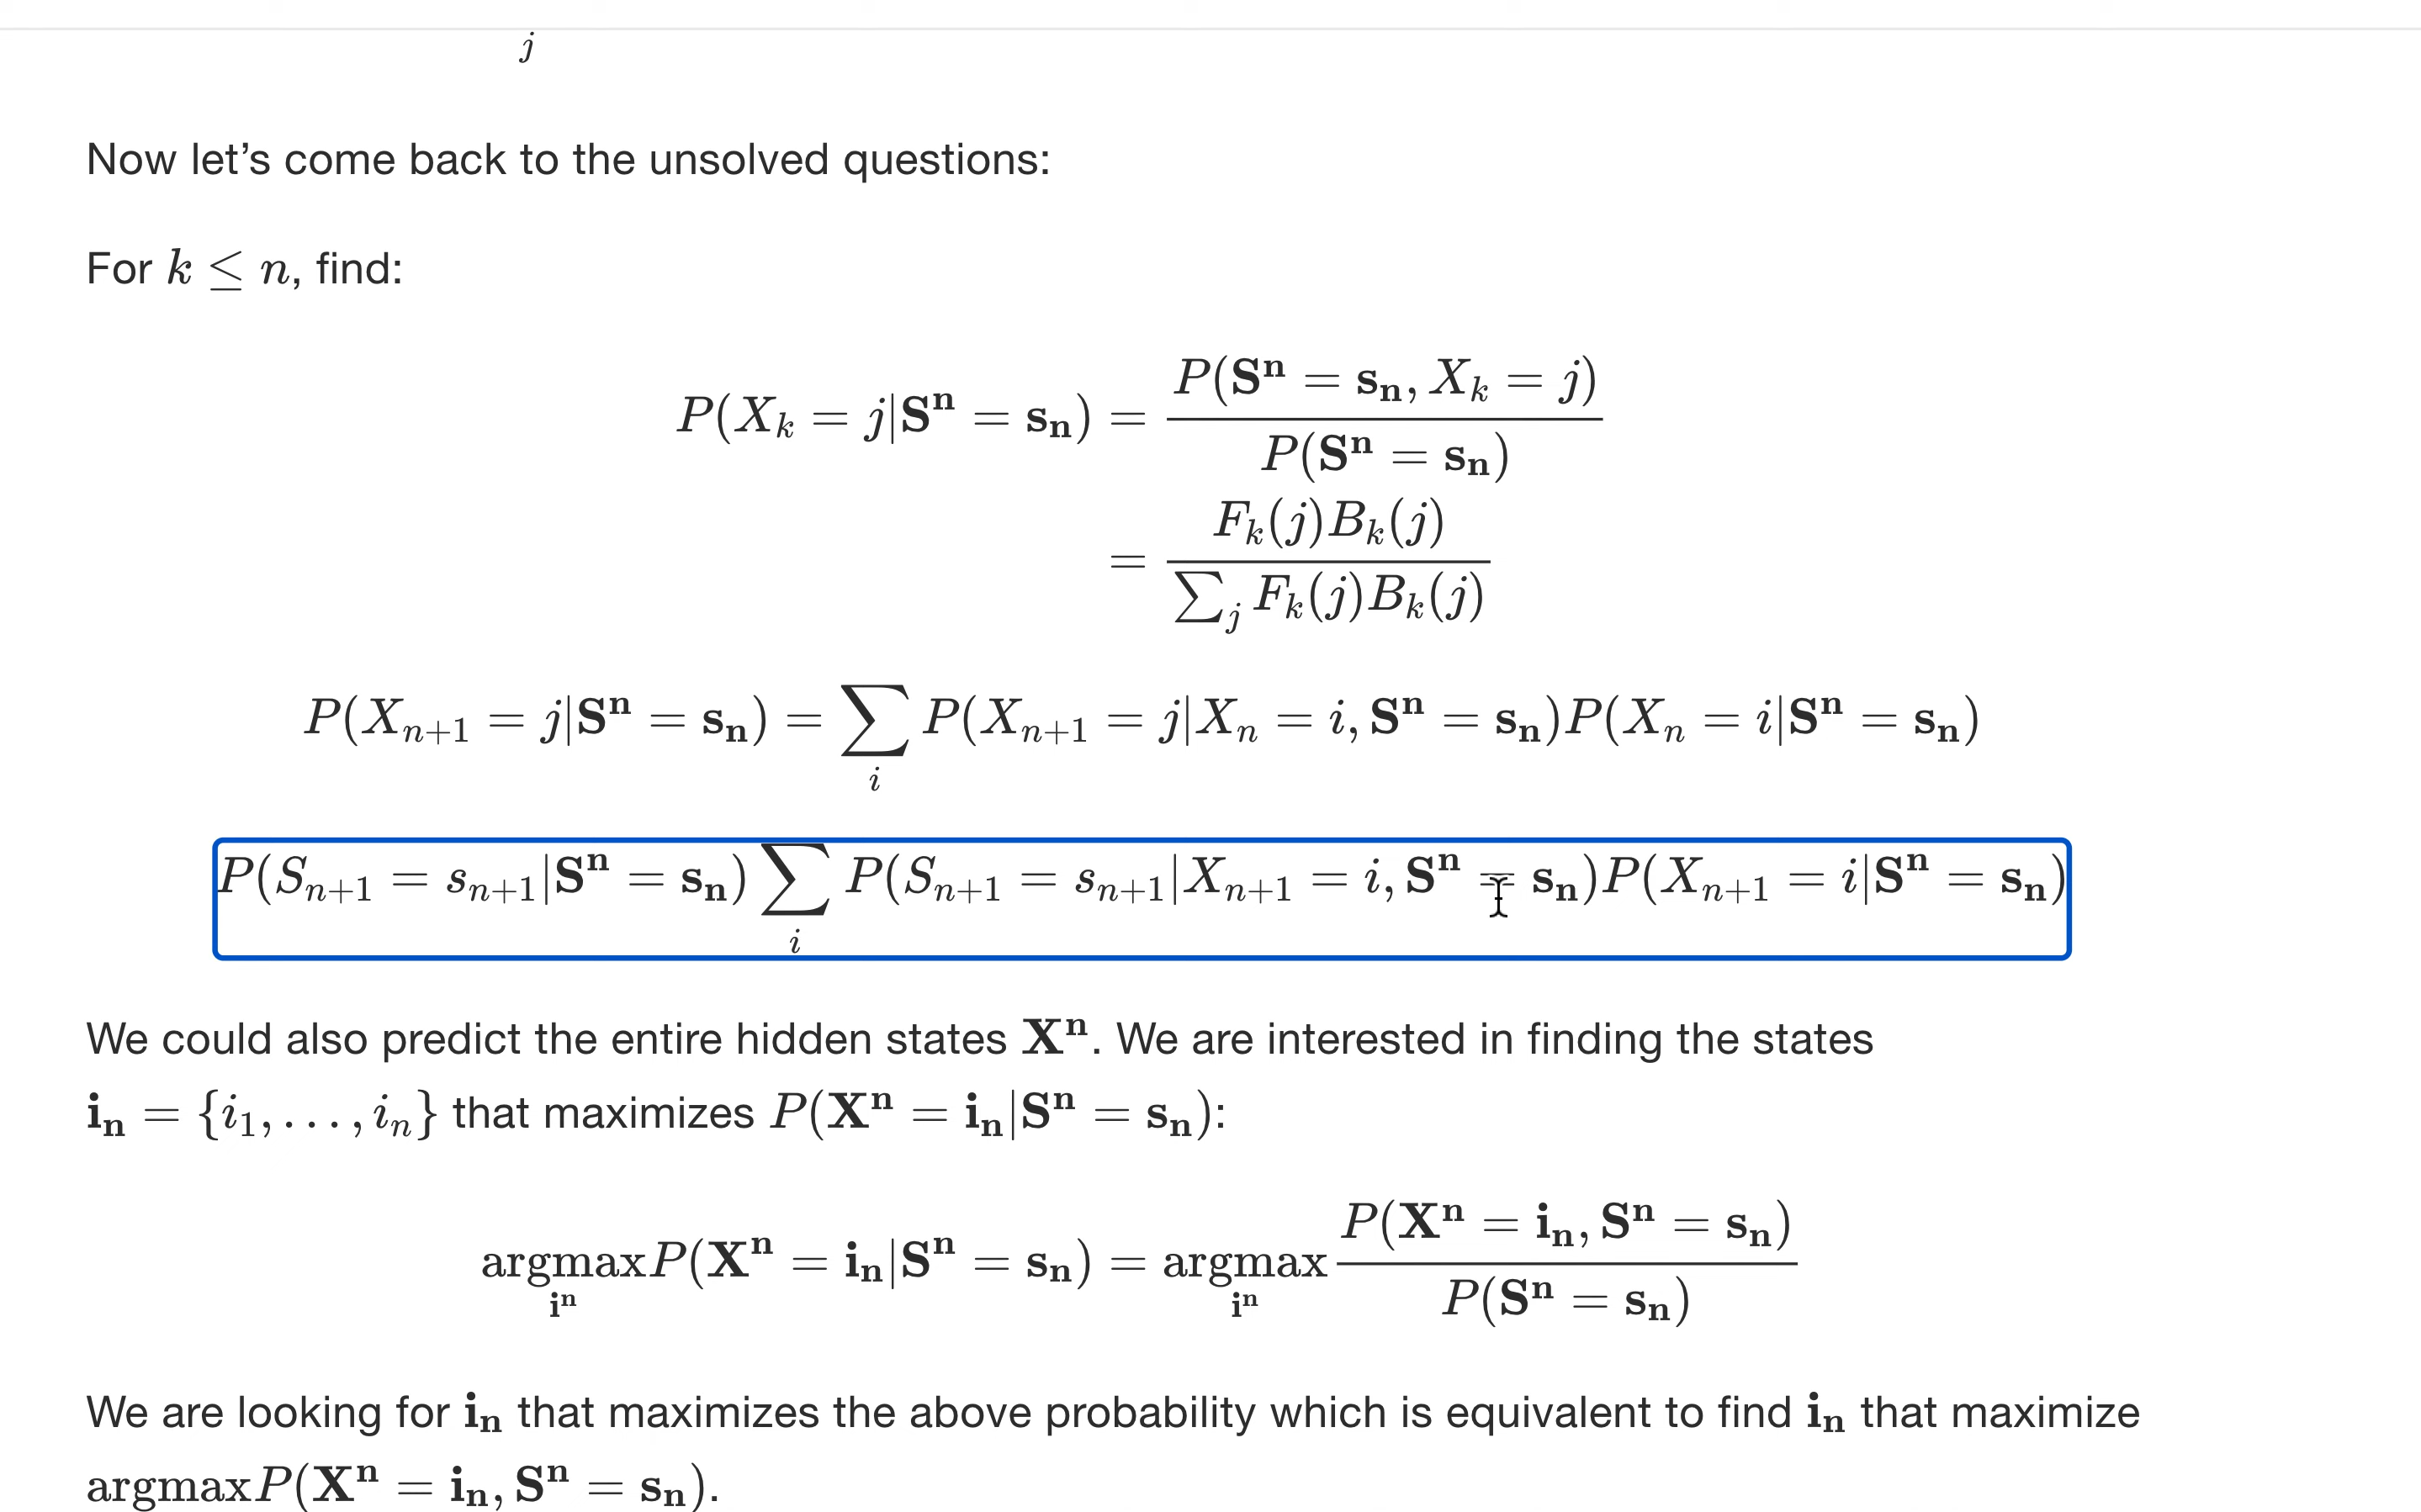 j
Now let’s come back to the unsolved questions:
For k ≤ n, find:
P(X_k = j|𝐒^𝐧 = 𝐬_𝐧) = P(𝐒^𝐧 = 𝐬_𝐧, X_k = j) / P(𝐒^𝐧 = 𝐬_𝐧)
= F_k(j)B_k(j) / ∑_j F_k(j)B_k(j)
P(X_{n+1} = j|𝐒^𝐧 = 𝐬_𝐧) = ∑_i P(X_{n+1} = j|X_n = i, 𝐒^𝐧 = 𝐬_𝐧)P(X_n = i|𝐒^𝐧 = 𝐬_𝐧)
P(S_{n+1} = s_{n+1}|𝐒^𝐧 = 𝐬_𝐧) ∑_i P(S_{n+1} = s_{n+1}|X_{n+1} = i, 𝐒^𝐧 = 𝐬_𝐧)P(X_{n+1} = i|𝐒^𝐧 = 𝐬_𝐧)
We could also predict the entire hidden states 𝐗^𝐧. We are interested in finding the states
𝐢_𝐧 = {i_1, . . . , i_n} that maximizes P(𝐗^𝐧 = 𝐢_𝐧|𝐒^𝐧 = 𝐬_𝐧):
argmax_{𝐢^𝐧} P(𝐗^𝐧 = 𝐢_𝐧|𝐒^𝐧 = 𝐬_𝐧) = argmax_{𝐢^𝐧} P(𝐗^𝐧 = 𝐢_𝐧, 𝐒^𝐧 = 𝐬_𝐧) / P(𝐒^𝐧 = 𝐬_𝐧)
We are looking for 𝐢_𝐧 that maximizes the above probability which is equivalent to find 𝐢_𝐧 that maximize
argmaxP(𝐗^𝐧 = 𝐢_𝐧, 𝐒^𝐧 = 𝐬_𝐧).